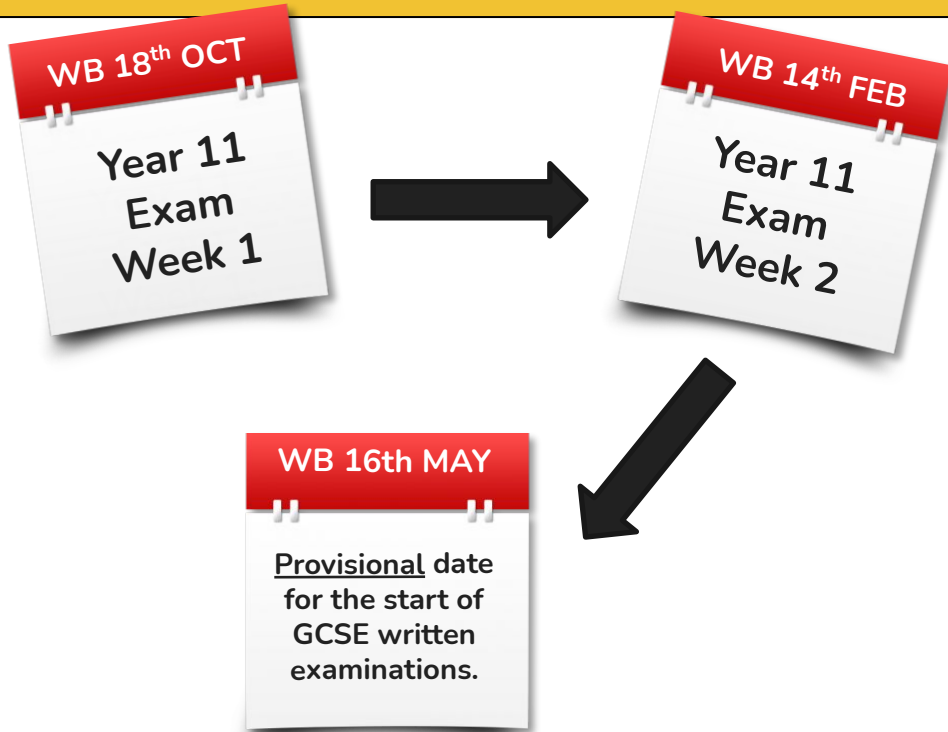 WB 18th OCT
Year 11
Exam
Week 1
WB 14th FEB
Year 11
Exam
Week 2
WB 16th MAY
Provisional date
for the start of
GCSE written
examinations.